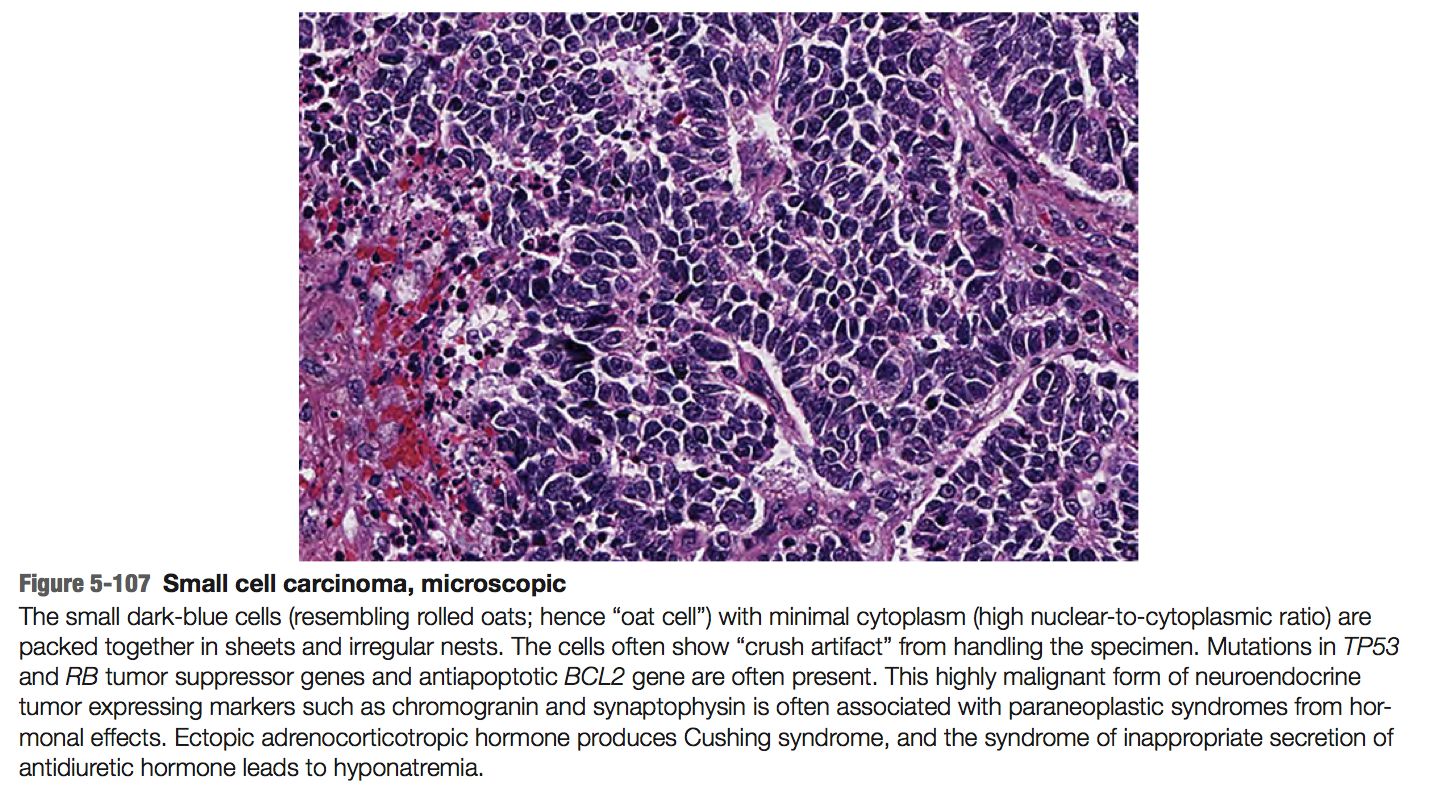 Figure 5-107 Small cell carcinoma, microscopic
The small dark-blue cells (resembling rolled oats; hence “oat cell”) with minimal cytoplasm (high nuclear-to-cytoplasmic ratio) are
packed together in sheets and irregular nests. The cells often show “crush artifact” from handling the specimen. Mutations in TP53
and RB tumor suppressor genes and antiapoptotic BCL2 gene are often present. This highly malignant form of neuroendocrine
tumor expressing markers such as chromogranin and synaptophysin is often associated with paraneoplastic syndromes from hor-
monal effects. Ectopic adrenocorticotropic hormone produces Cushing syndrome, and the syndrome of inappropriate secretion of
antidiuretic hormone leads to hyponatremia.